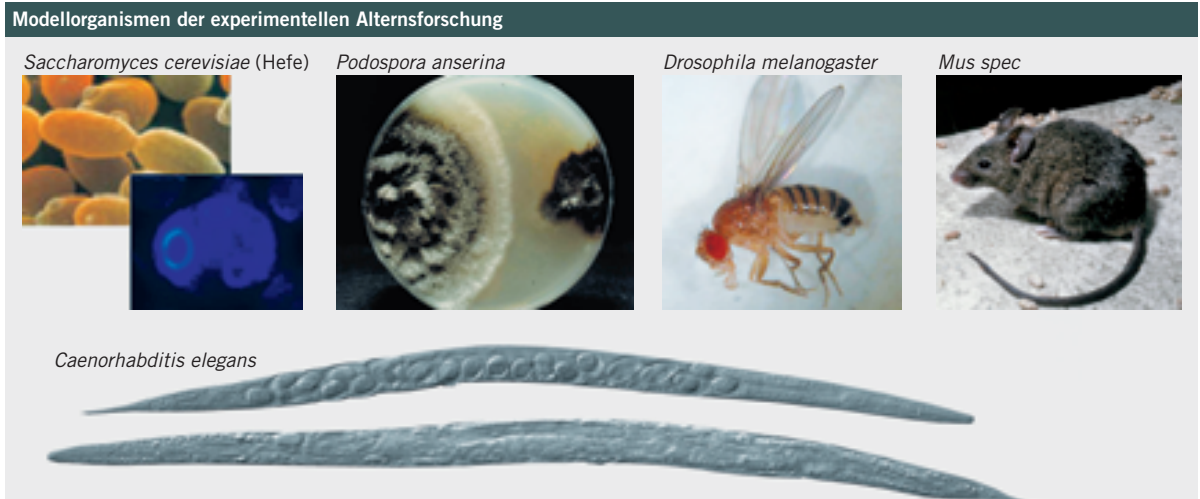 Modellorganismen der experimentellen Alternsforschung
Saccharomyces cerevisiae (Hefe)
Podospora anserina
Drosophila melanogaster
Mus spec
Caenorhabditis elegans